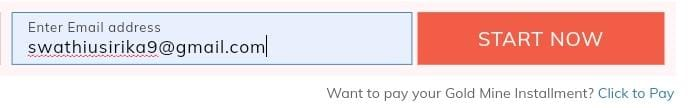 Enter Email address
swathiusirika9@gmail.com
START NOW
Want to pay your Gold Mine Installment? Click to Pay